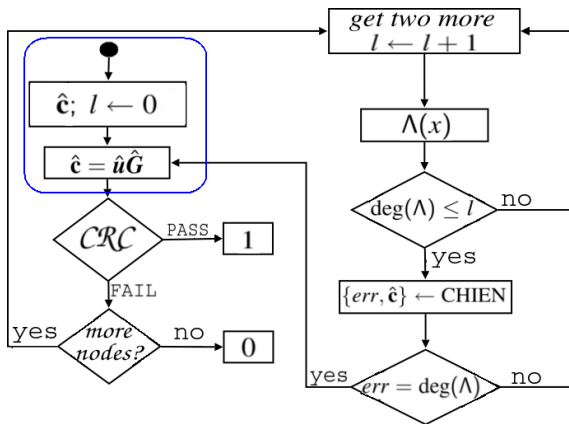 get two more
l ← l + 1
ĉ; l ← 0
Λ(x)
ĉ = ûĜ
deg(Λ) ≤ l
no
CRC
PASS
1
yes
FAIL
{err, ĉ} ← CHIEN
yes
more
nodes?
no
0
yes
err = deg(Λ)
no